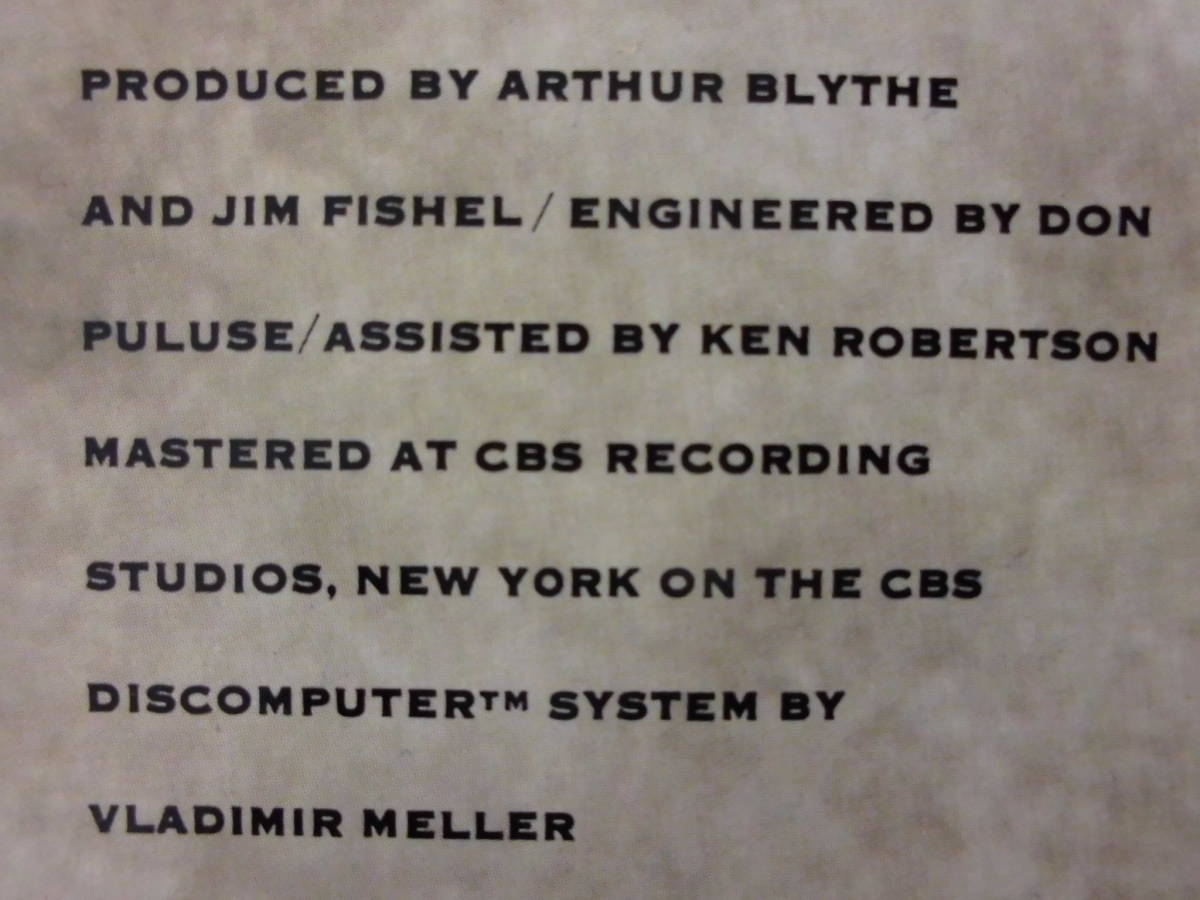 PRODUCED BY ARTHUR BLYTHE
AND JIM FISHEL/ENGINEERED BY DON
PULUSE/ASSISTED BY KEN ROBERTSON
MASTERED AT CBS RECORDING
STUDIOS, NEW YORK ON THE CBS
DISCOMPUTER™ SYSTEM BY
VLADIMIR MELLER